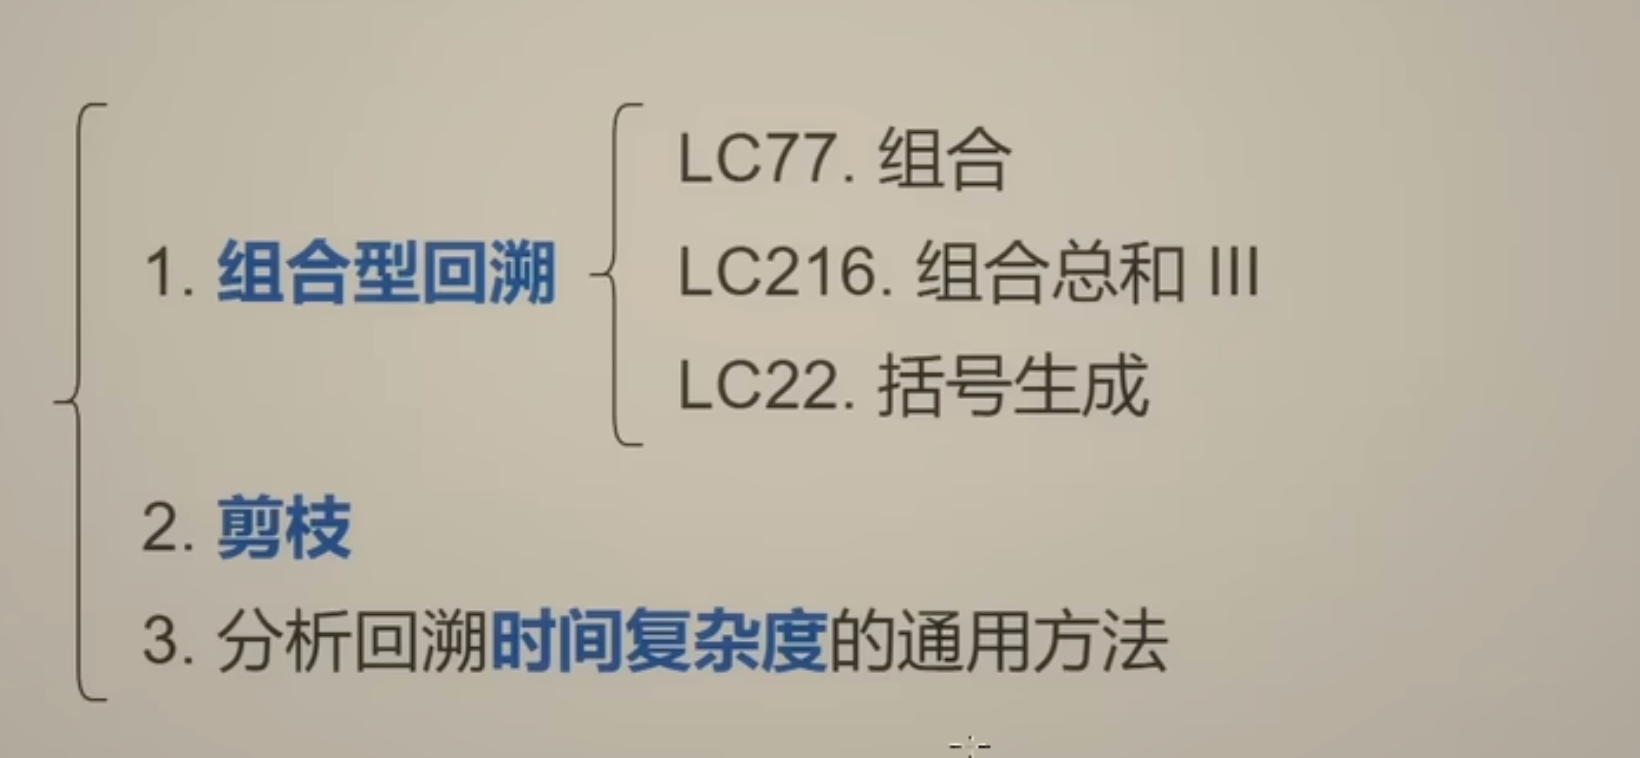 LC77. 组合
1. 组合型回溯
LC216. 组合总和 III
LC22. 括号生成
2. 剪枝
3. 分析回溯时间复杂度的通用方法